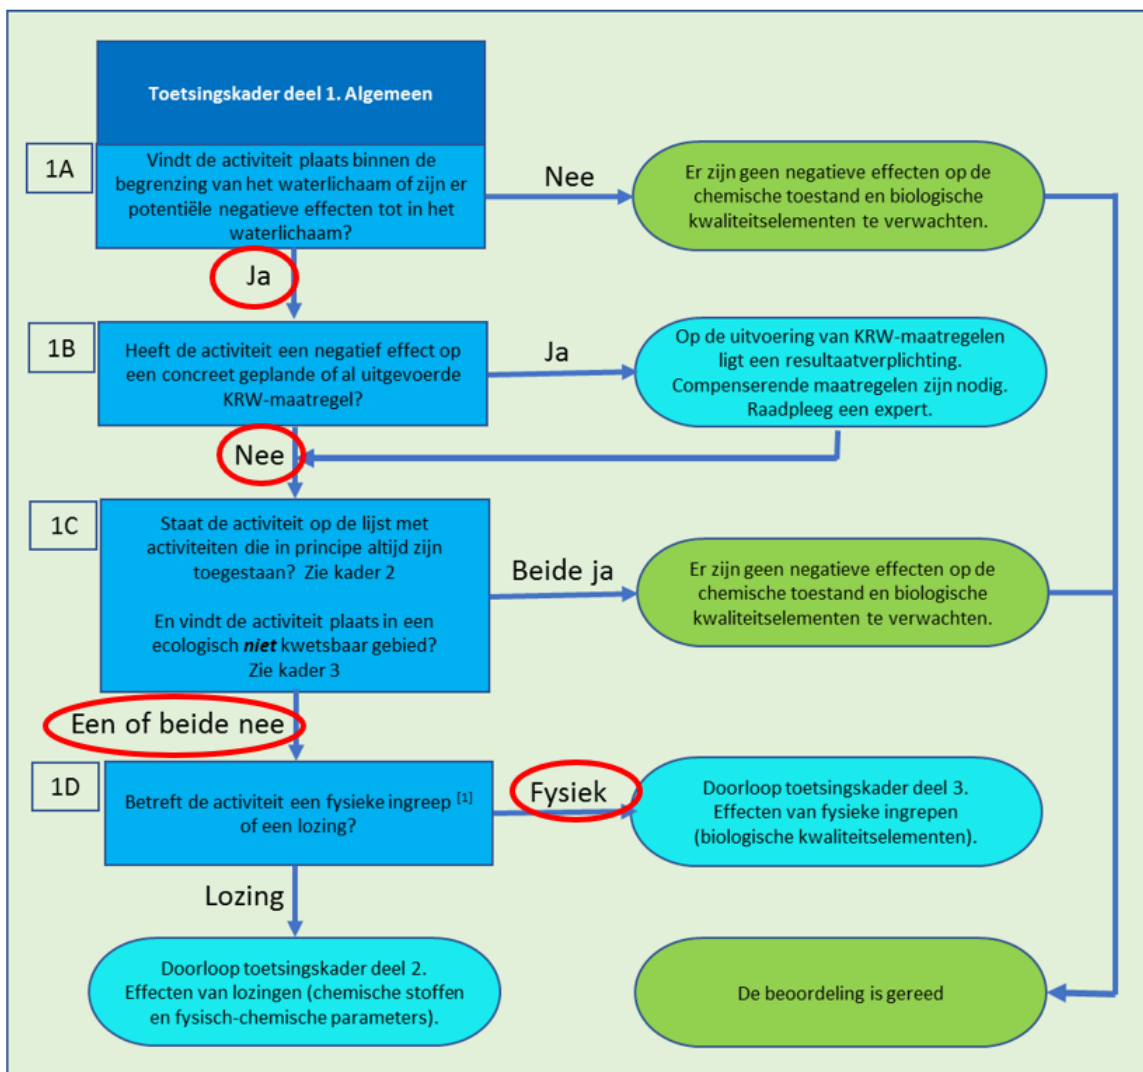 Toetsingskader deel 1. Algemeen
1A
Vindt de activiteit plaats binnen de
begrenzing van het waterlichaam of zijn er
potentiële negatieve effecten tot in het
waterlichaam?
Nee
Er zijn geen negatieve effecten op de
chemische toestand en biologische
kwaliteitselementen te verwachten.
Ja
1B
Heeft de activiteit een negatief effect op
een concreet geplande of al uitgevoerde
KRW-maatregel?
Ja
Op de uitvoering van KRW-maatregelen
ligt een resultaatverplichting.
Compenserende maatregelen zijn nodig.
Raadpleeg een expert.
Nee
1C
Staat de activiteit op de lijst met
activiteiten die in principe altijd zijn
toegestaan? Zie kader 2
En vindt de activiteit plaats in een
ecologisch niet kwetsbaar gebied?
Zie kader 3
Beide ja
Er zijn geen negatieve effecten op de
chemische toestand en biologische
kwaliteitselementen te verwachten.
Een of beide nee
1D
Betreft de activiteit een fysieke ingreep [1]
of een lozing?
Fysiek
Doorloop toetsingskader deel 3.
Effecten van fysieke ingrepen
(biologische kwaliteitselementen).
Lozing
Doorloop toetsingskader deel 2.
Effecten van lozingen (chemische stoffen
en fysisch-chemische parameters).
De beoordeling is gereed